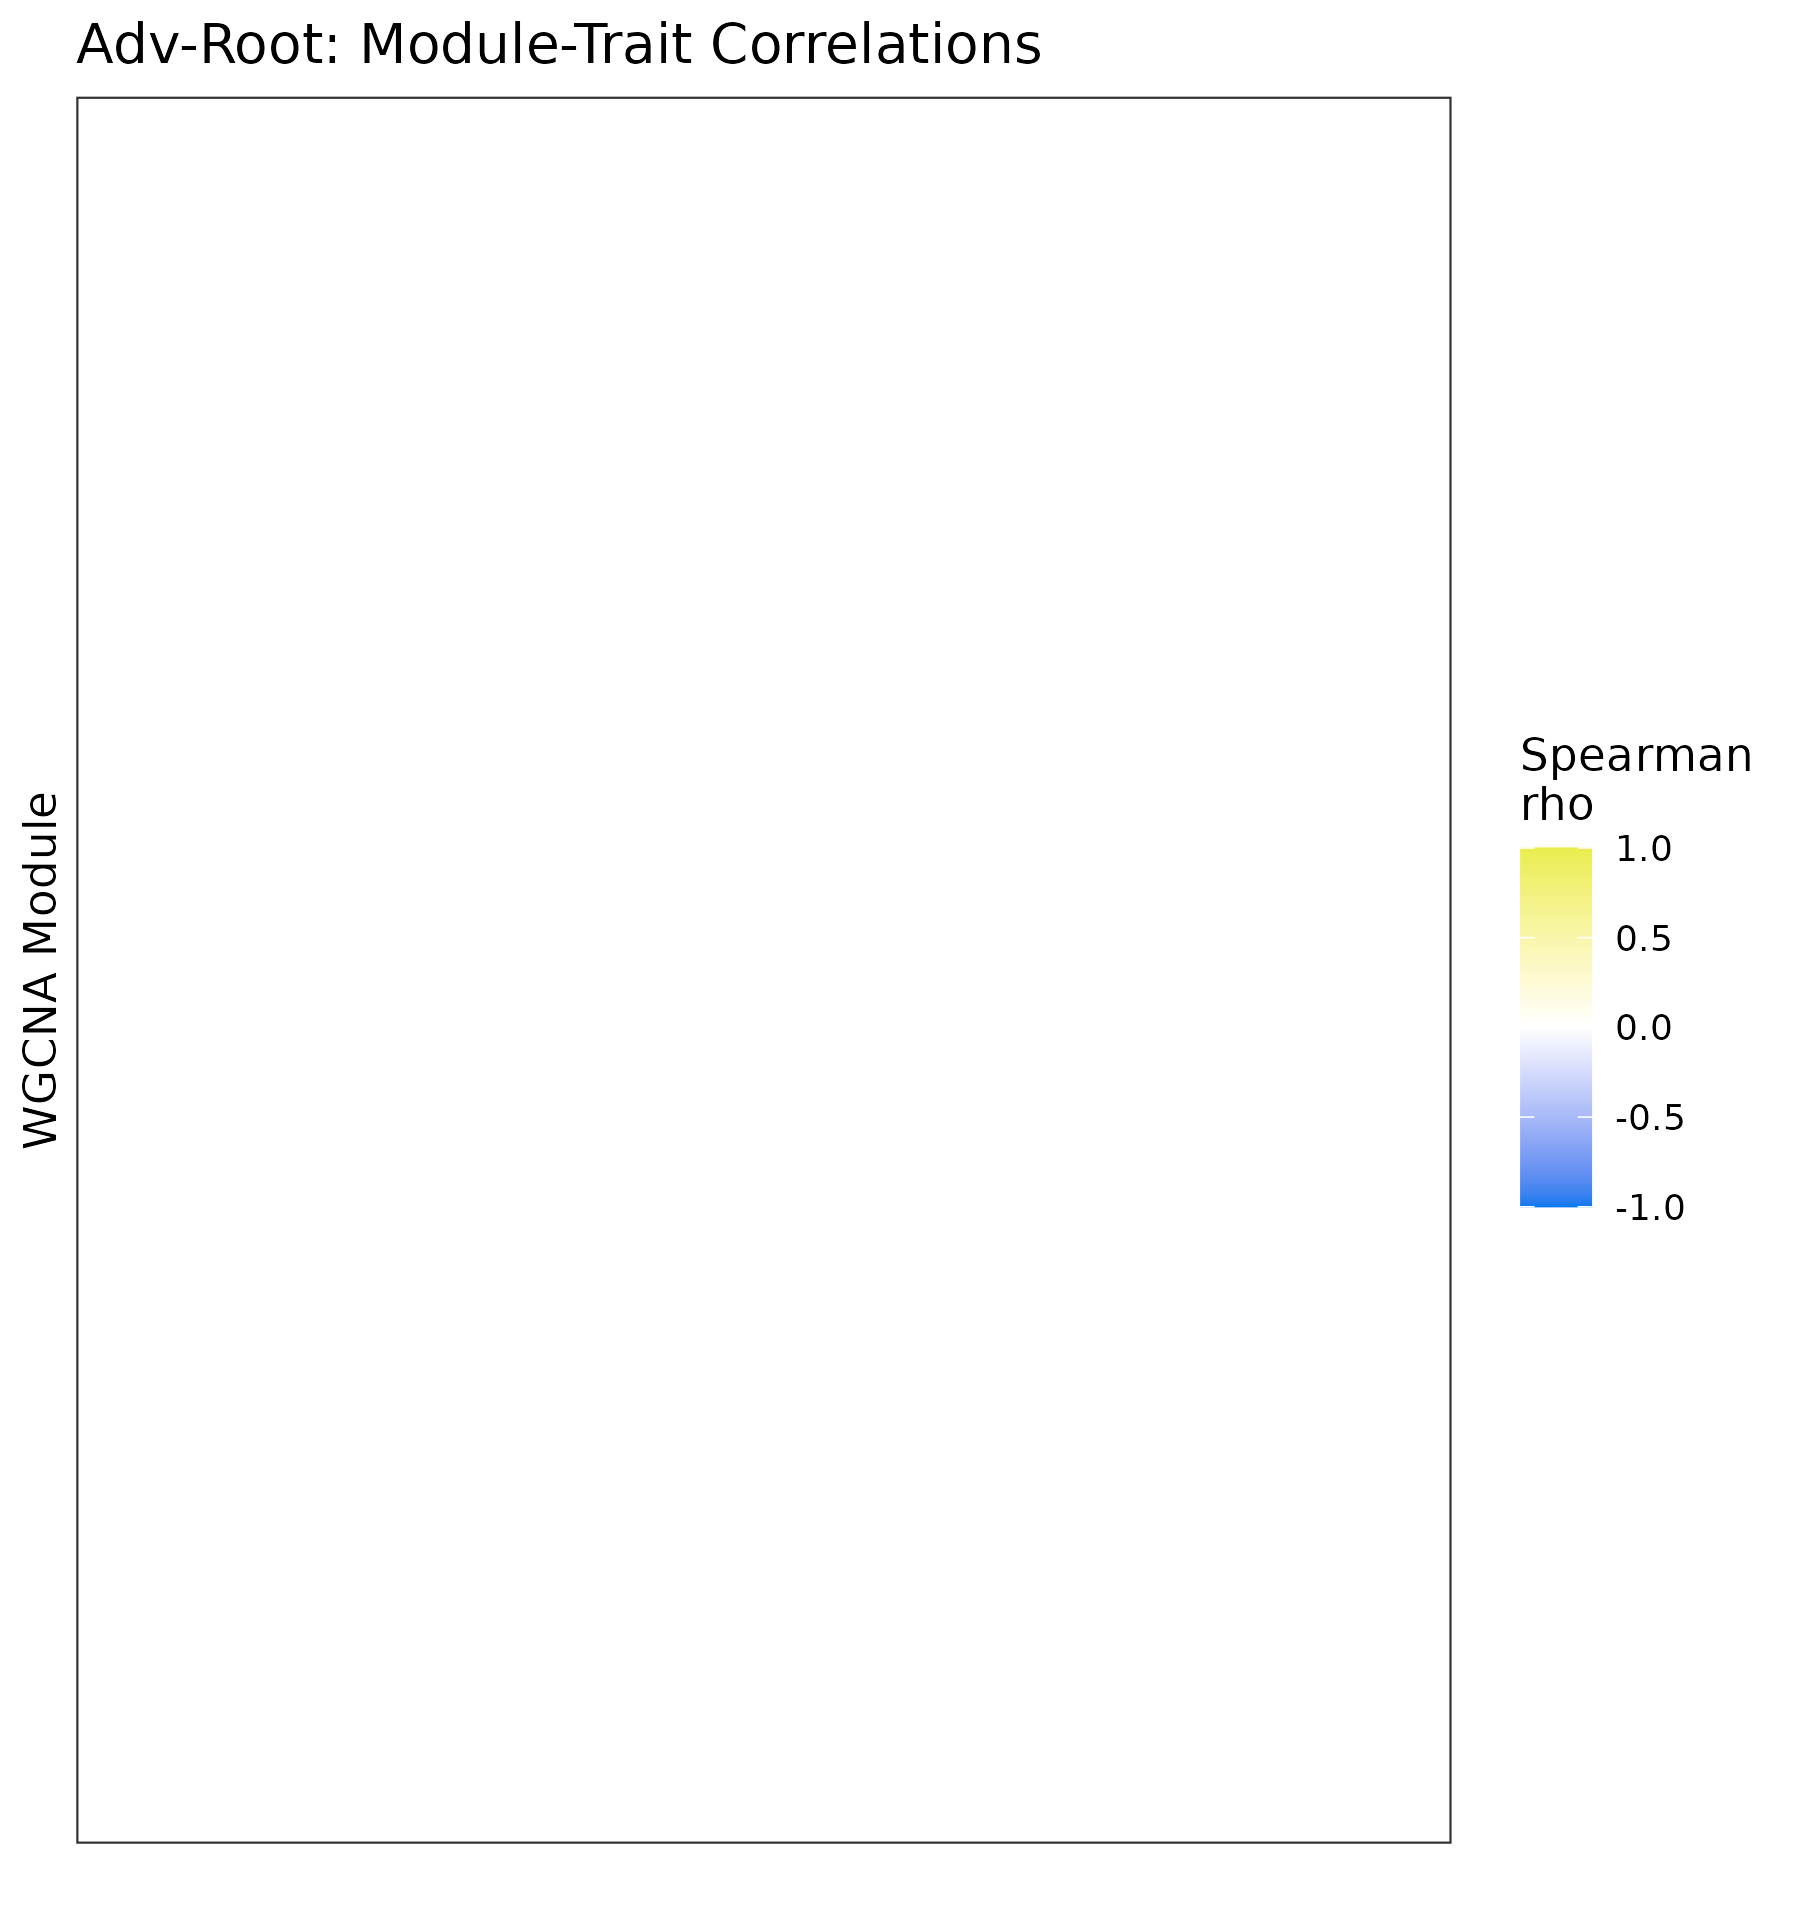 Adv-Root: Module-Trait Correlations
WGCNA Module
Spearman
rho
1.0
0.5
0.0
-0.5
-1.0